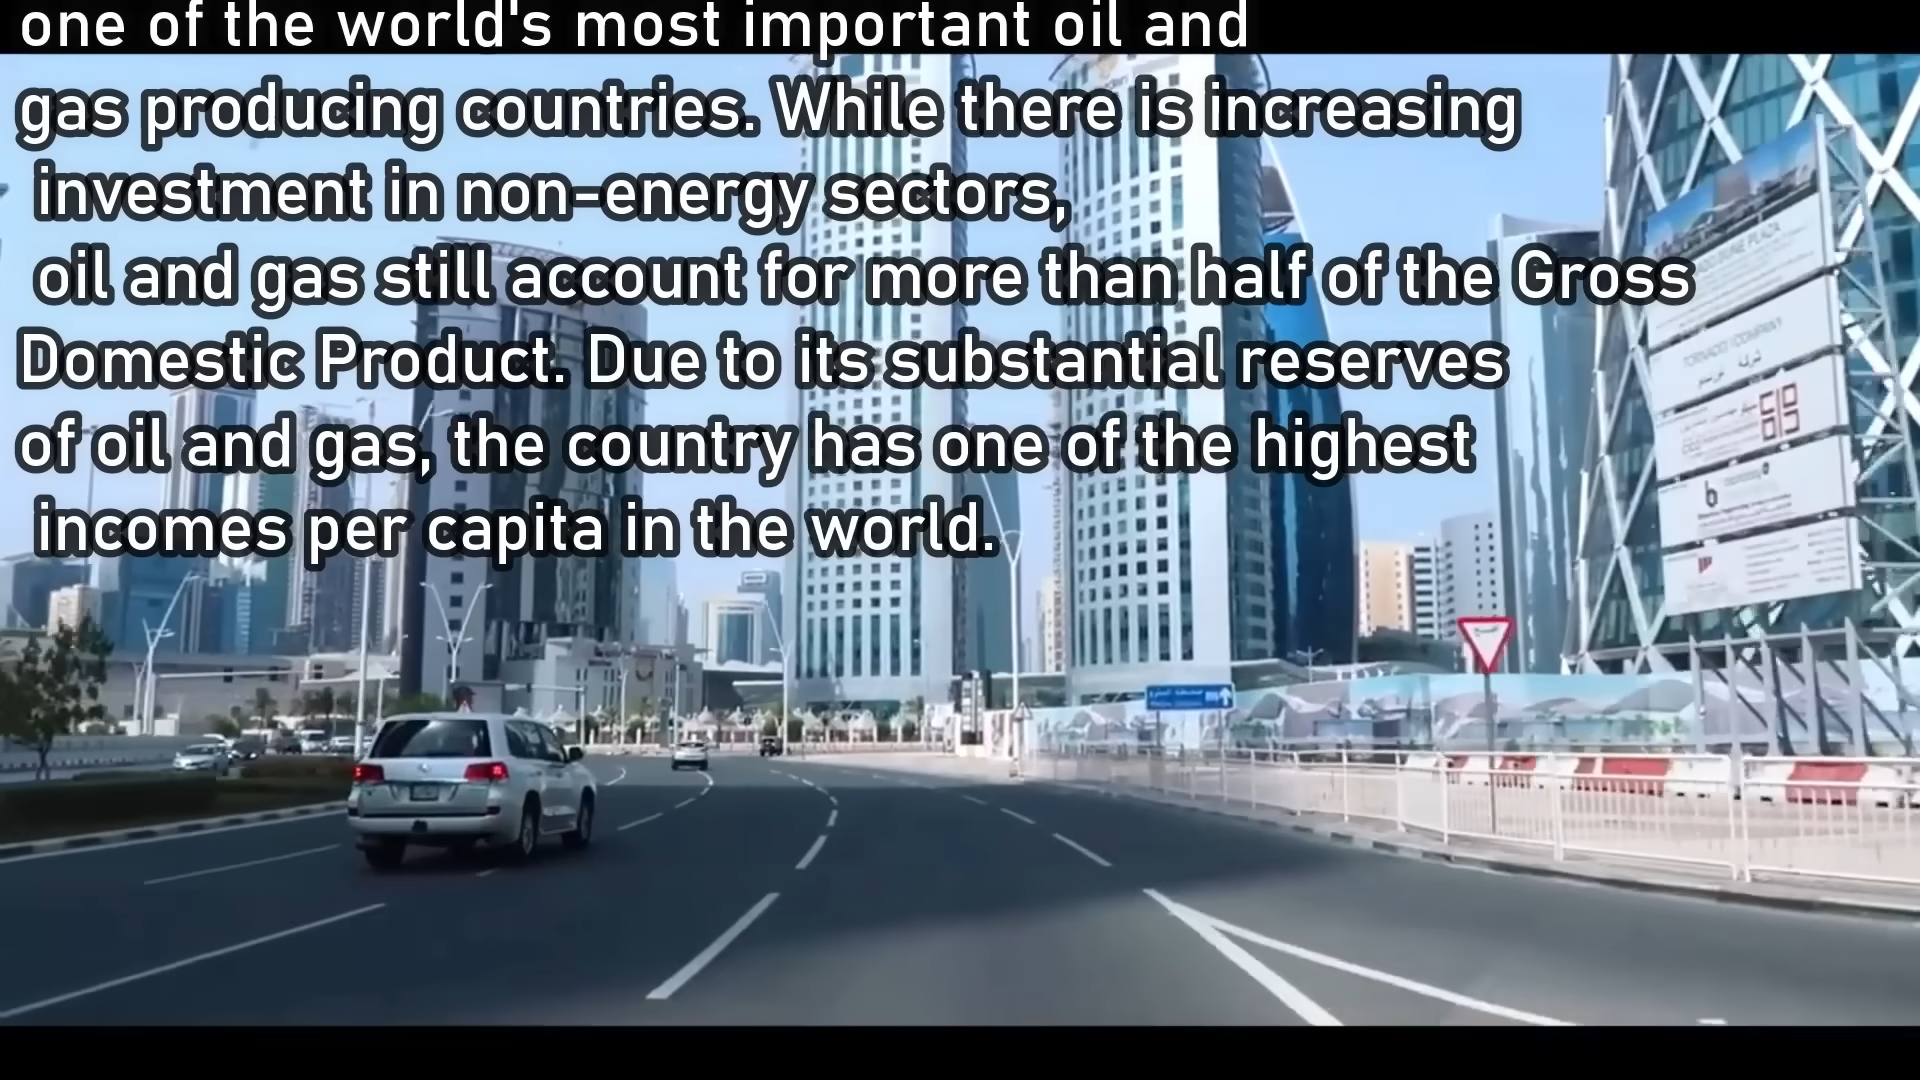 one of the world's most important oil and
gas producing countries. While there is increasing
investment in non-energy sectors,
oil and gas still account for more than half of the Gross
Domestic Product. Due to its substantial reserves
of oil and gas, the country has one of the highest
incomes per capita in the world.
TORNADO COMPANY